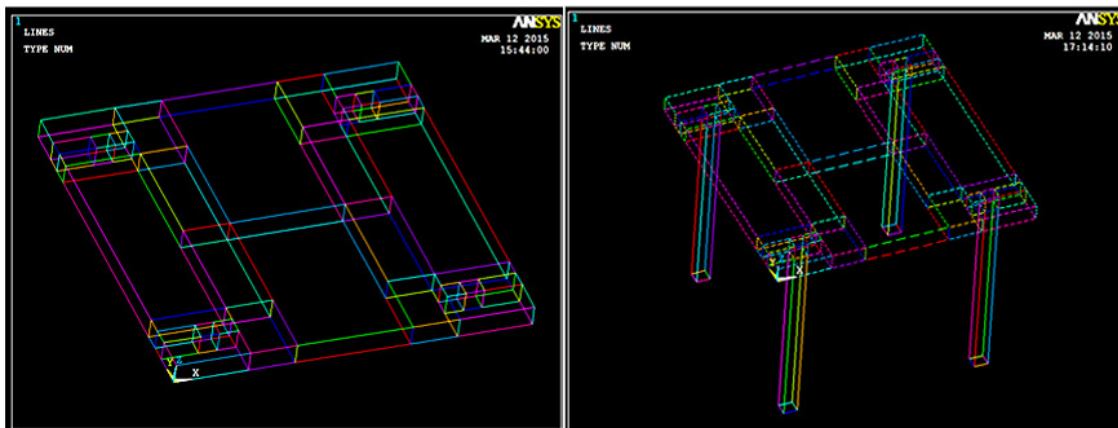 1
LINES
TYPE NUM
ANSYS
MAR 12 2015
15:44:00
Y
Z
X
1
LINES
TYPE NUM
ANSYS
MAR 12 2015
17:14:10
X